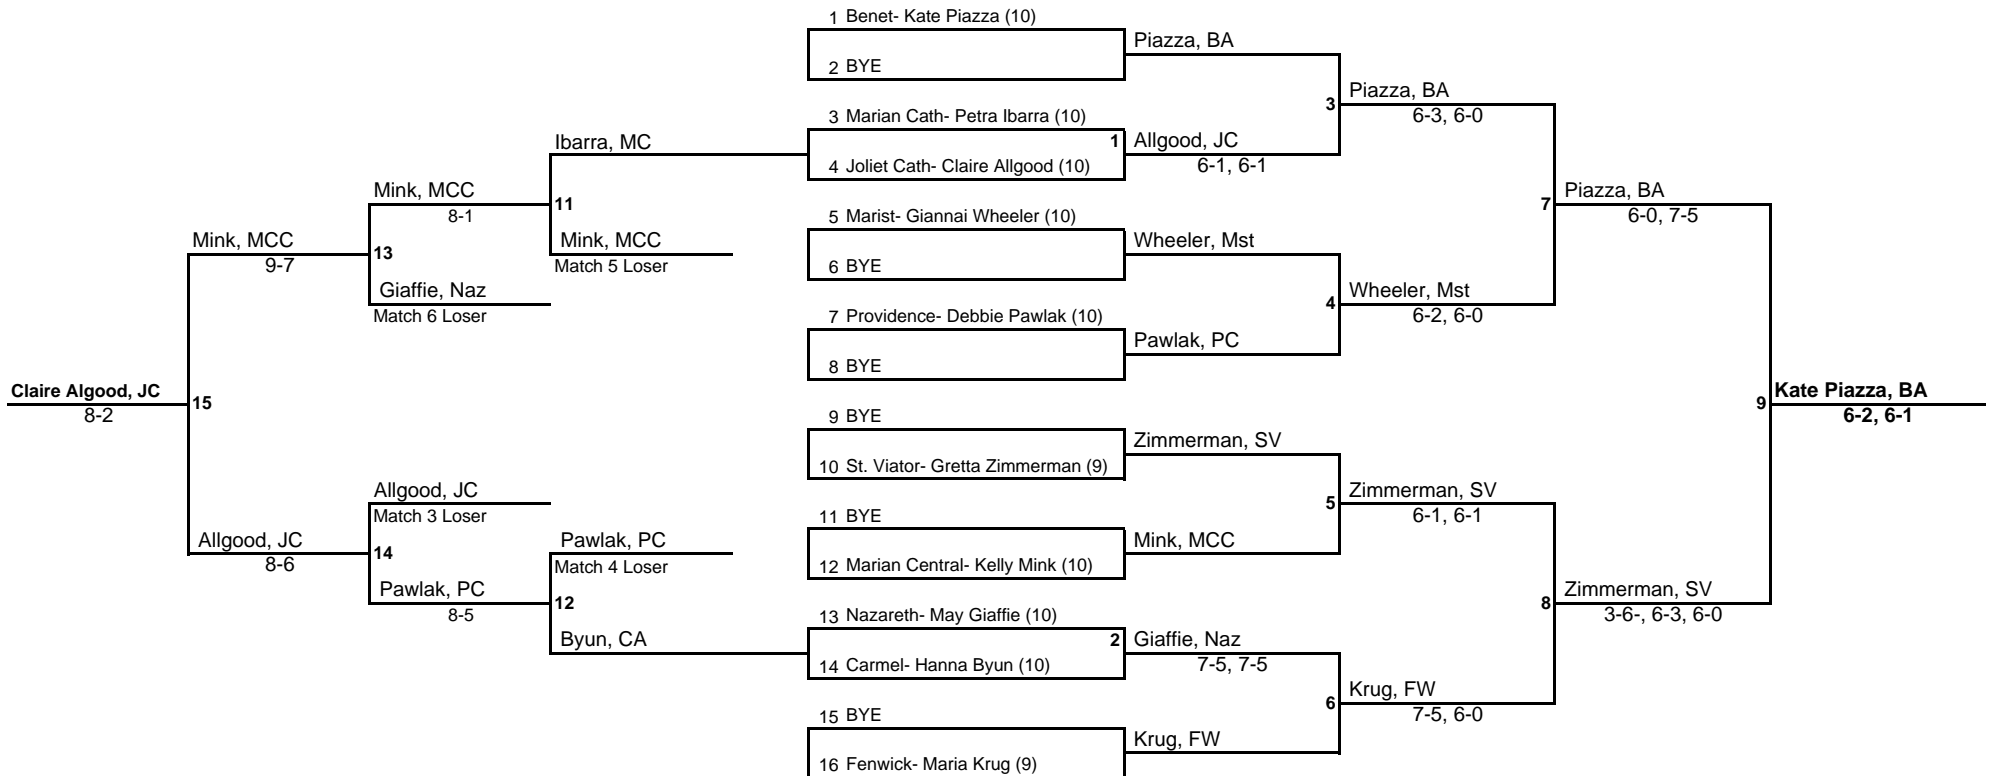 1 Benet- Kate Piazza (10)
Piazza, BA
2 BYE
Piazza, BA
3
6-3, 6-0
3 Marian Cath- Petra Ibarra (10)
Ibarra, MC
1
Allgood, JC
4 Joliet Cath- Claire Allgood (10)
6-1, 6-1
Mink, MCC
8-1
11
Piazza, BA
7
6-0, 7-5
5 Marist- Giannai Wheeler (10)
Mink, MCC
9-7
13
Mink, MCC
Match 5 Loser
Wheeler, Mst
6 BYE
Giaffie, Naz
Match 6 Loser
Wheeler, Mst
4
6-2, 6-0
7 Providence- Debbie Pawlak (10)
Pawlak, PC
8 BYE
Claire Algood, JC
8-2
15
9
Kate Piazza, BA
6-2, 6-1
9 BYE
Zimmerman, SV
10 St. Viator- Gretta Zimmerman (9)
Allgood, JC
Match 3 Loser
Zimmerman, SV
5
6-1, 6-1
11 BYE
Allgood, JC
8-6
14
Pawlak, PC
Match 4 Loser
Mink, MCC
12 Marian Central- Kelly Mink (10)
Pawlak, PC
8-5
12
Zimmerman, SV
8
3-6-, 6-3, 6-0
13 Nazareth- May Giaffie (10)
Byun, CA
2
Giaffie, Naz
14 Carmel- Hanna Byun (10)
7-5, 7-5
Krug, FW
6
7-5, 6-0
15 BYE
Krug, FW
16 Fenwick- Maria Krug (9)